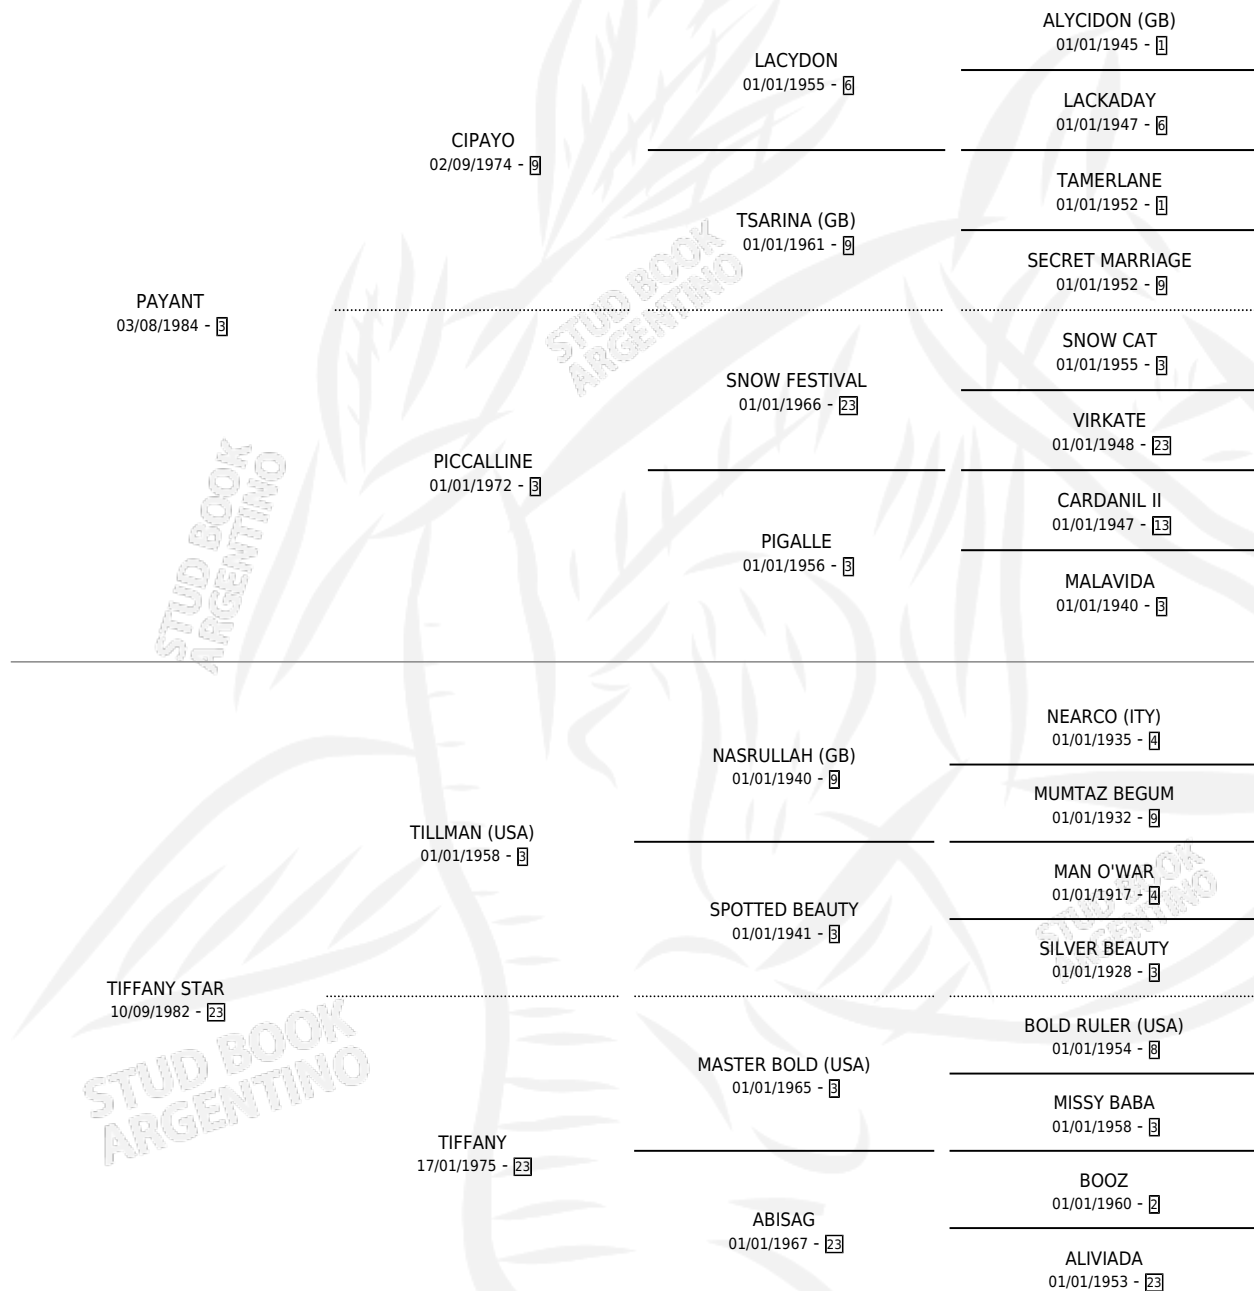 ALYCIDON (GB)
01/01/1945 - 1
LACYDON
01/01/1955 - 6
LACKADAY
01/01/1947 - 6
CIPAYO
02/09/1974 - 9
TAMERLANE
01/01/1952 - 1
TSARINA (GB)
01/01/1961 - 9
SECRET MARRIAGE
01/01/1952 - 9
PAYANT
03/08/1984 - 3
STUD BOOK
ARGENTINO
SNOW CAT
01/01/1955 - 3
SNOW FESTIVAL
01/01/1966 - 23
VIRKATE
01/01/1948 - 23
PICCALLINE
01/01/1972 - 3
CARDANIL II
01/01/1947 - 13
PIGALLE
01/01/1956 - 3
MALAVIDA
01/01/1940 - 3
STUD BOOK
ARGENTINO
NEARCO (ITY)
01/01/1935 - 4
NASRULLAH (GB)
01/01/1940 - 9
MUMTAZ BEGUM
01/01/1932 - 9
TILLMAN (USA)
01/01/1958 - 3
MAN O'WAR
01/01/1917 - 4
STUD BOOK
ARGENTINO
SPOTTED BEAUTY
01/01/1941 - 3
SILVER BEAUTY
01/01/1928 - 3
TIFFANY STAR
10/09/1982 - 23
STUD BOOK
ARGENTINO
BOLD RULER (USA)
01/01/1954 - 8
MASTER BOLD (USA)
01/01/1965 - 3
MISSY BABA
01/01/1958 - 3
TIFFANY
17/01/1975 - 23
BOOZ
01/01/1960 - 2
ABISAG
01/01/1967 - 23
ALIVIADA
01/01/1953 - 23